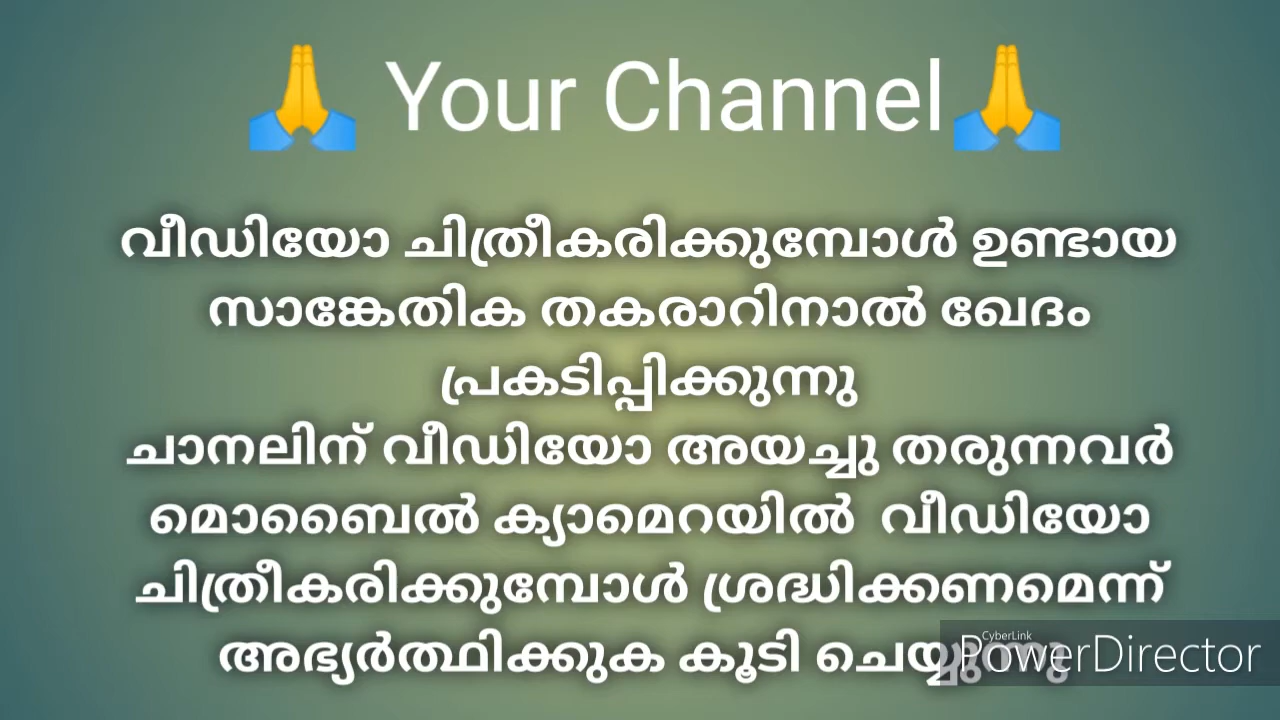 🙏 Your Channel🙏
വീഡിയോ ചിത്രീകരിക്കുമ്പോൾ ഉണ്ടായ
സാങ്കേതിക തകരാറിനാൽ ഖേദം
പ്രകടിപ്പിക്കുന്നു
ചാനലിന് വീഡിയോ അയച്ചു തരുന്നവർ
മൊബൈൽ ക്യാമെറയിൽ വീഡിയോ
ചിത്രീകരിക്കുമ്പോൾ ശ്രദ്ധിക്കണമെന്ന്
അഭ്യർത്ഥിക്കുക കൂടി ചെയ്യുന്നു
CyberLink
PowerDirector